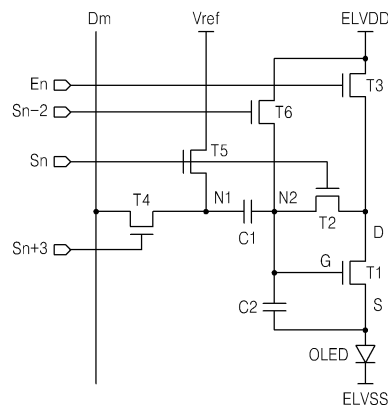 Dm Vref ELVDD
En T3
Sn-2 T6
Sn T5
T4 N1 N2
C1 T2 D
Sn+3
G T1
C2 S
OLED
ELVSS